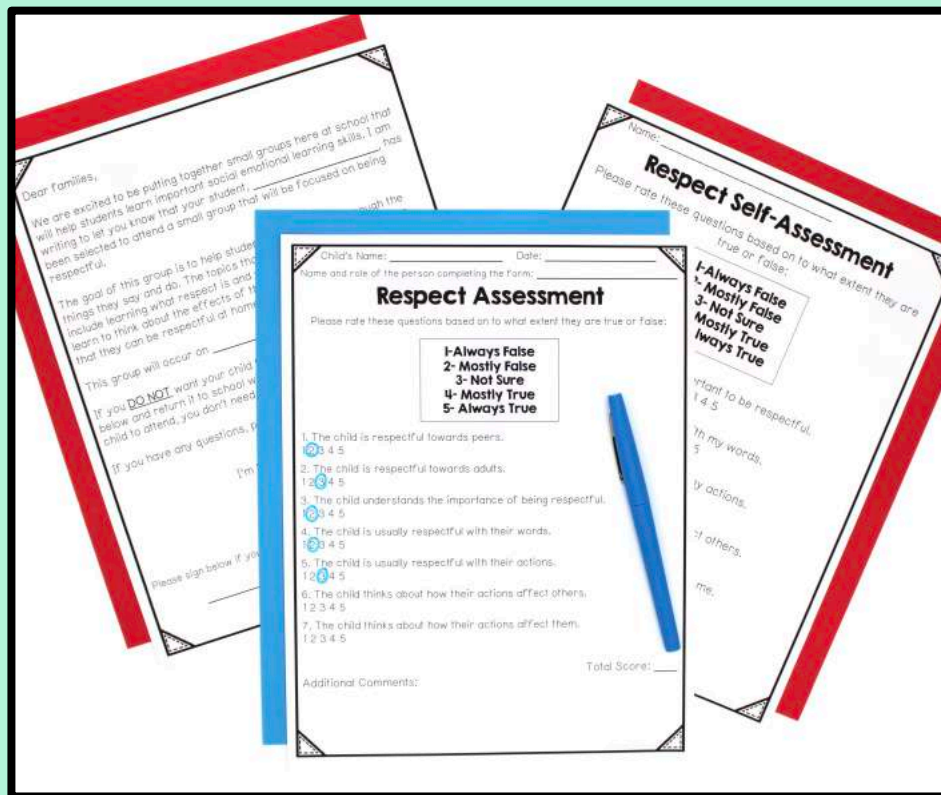 Dear Families,
We are excited to be putting together small groups here at school that
will help students learn important social emotional learning skills. I am
writing to let you know that your student, ____________, has
been selected to attend a small group that will be focused on being
respectful.
The goal of this group is to help through the
things they say and do. The topics
include learning what respect is and
learn to think about the effects of
that they can be respectful at
This group will occur on ____
If you DO NOT want your child
below and return it to school
child to attend, you don't need
If you have any questions,
I'm
Please sign below if
Child's Name: ____________ Date: ____________
Name and role of the person completing the form: ____________
Respect Assessment
Please rate these questions based on to what extent they are true or false:
1-Always False
2- Mostly False
3- Not Sure
4- Mostly True
5- Always True
1. The child is respectful towards peers.
1 2 3 4 5
2. The child is respectful towards adults.
1 2 3 4 5
3. The child understands the importance of being respectful.
1 2 3 4 5
4. The child is usually respectful with their words.
1 2 3 4 5
5. The child is usually respectful with their actions.
1 2 3 4 5
6. The child thinks about how their actions affect others.
1 2 3 4 5
7. The child thinks about how their actions affect them.
1 2 3 4 5
Total Score: ____
Additional Comments:
Name: ____________
Respect Self-Assessment
Please rate these questions based on to what extent they are
true or false:
1-Always False
Mostly False
3- Not Sure
Mostly True
Always True
to be respectful.
3 4 5
my words.
5
my actions.
others.
me.